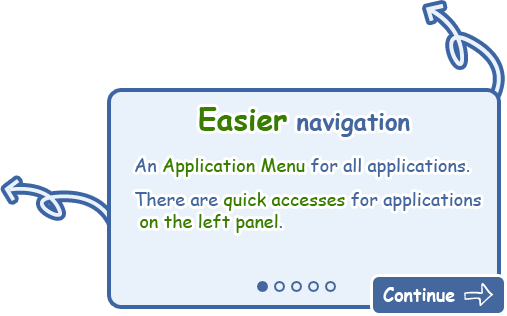 Easier navigation
An Application Menu for all applications.
There are quick accesses for applications
on the left panel.
Continue